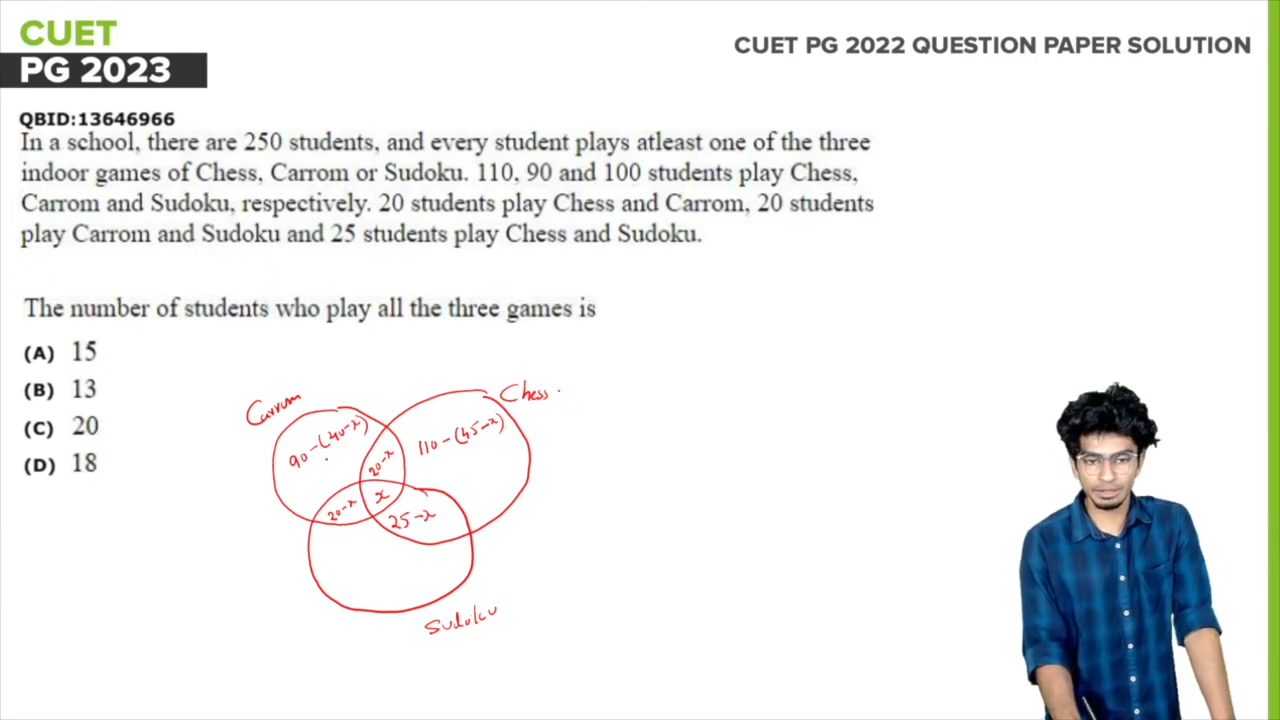 CUET
PG 2023
CUET PG 2022 QUESTION PAPER SOLUTION
QBID:13646966
In a school, there are 250 students, and every student plays atleast one of the three
indoor games of Chess, Carrom or Sudoku. 110, 90 and 100 students play Chess,
Carrom and Sudoku, respectively. 20 students play Chess and Carrom, 20 students
play Carrom and Sudoku and 25 students play Chess and Sudoku.
The number of students who play all the three games is
(A) 15
(B) 13
(C) 20
(D) 18
Carrom
Chess
90-(40-x)
110-(45-x)
20-x
x
20-x
25-x
Sudoku